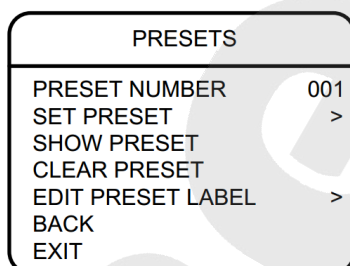 PRESETS
PRESET NUMBER 001
SET PRESET >
SHOW PRESET
CLEAR PRESET
EDIT PRESET LABEL >
BACK
EXIT